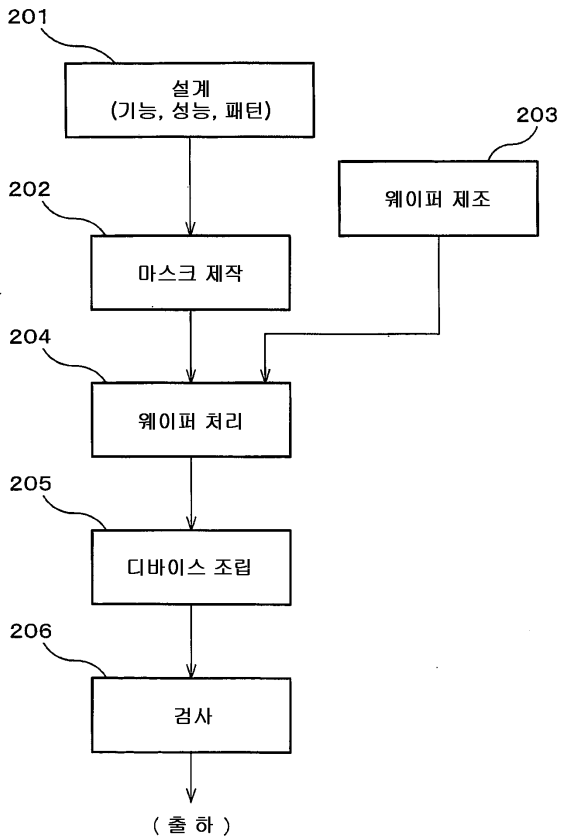 201
설계
(기능, 성능, 패턴)
203
웨이퍼 제조
202
마스크 제작
204
웨이퍼 처리
205
디바이스 조립
206
검사
( 출 하 )